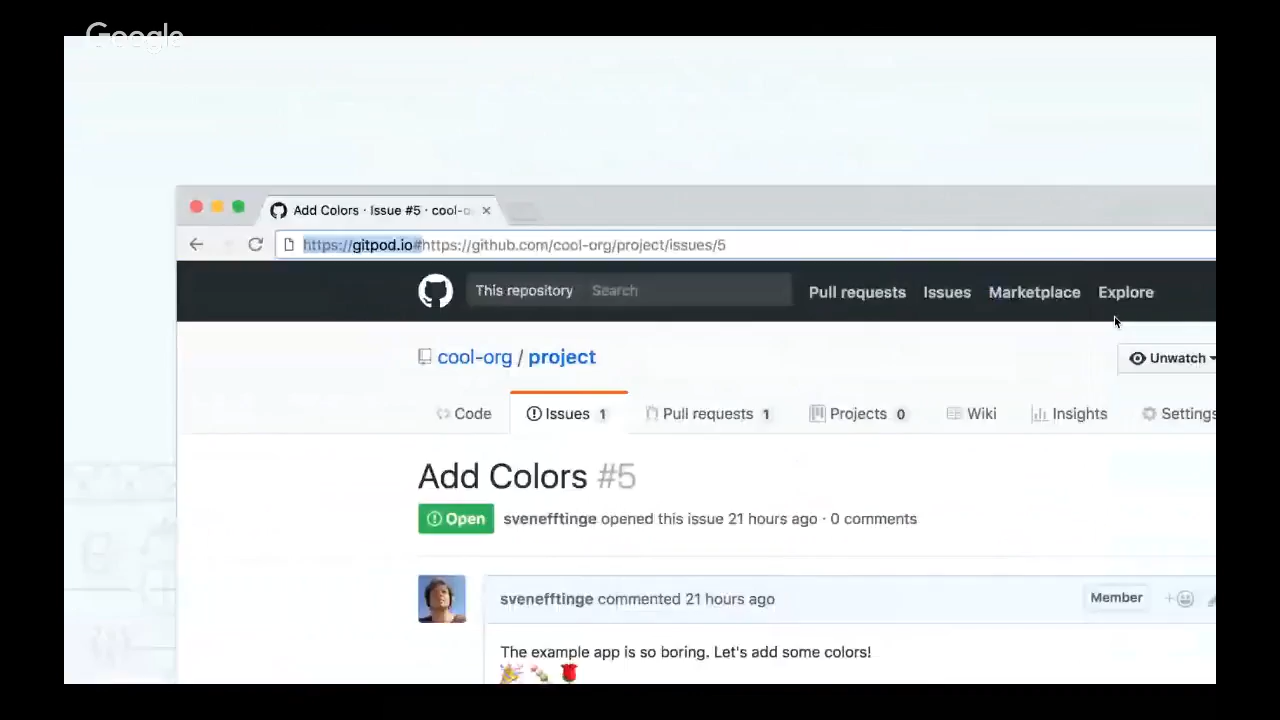 Google
Add Colors · Issue #5 · cool-o
https://gitpod.io#https://github.com/cool-org/project/issues/5
This repository Search Pull requests Issues Marketplace Explore
cool-org / project Unwatch
Code Issues 1 Pull requests 1 Projects 0 Wiki Insights Settings
Add Colors #5
Open svenefftinge opened this issue 21 hours ago · 0 comments
svenefftinge commented 21 hours ago Member
The example app is so boring. Let's add some colors!